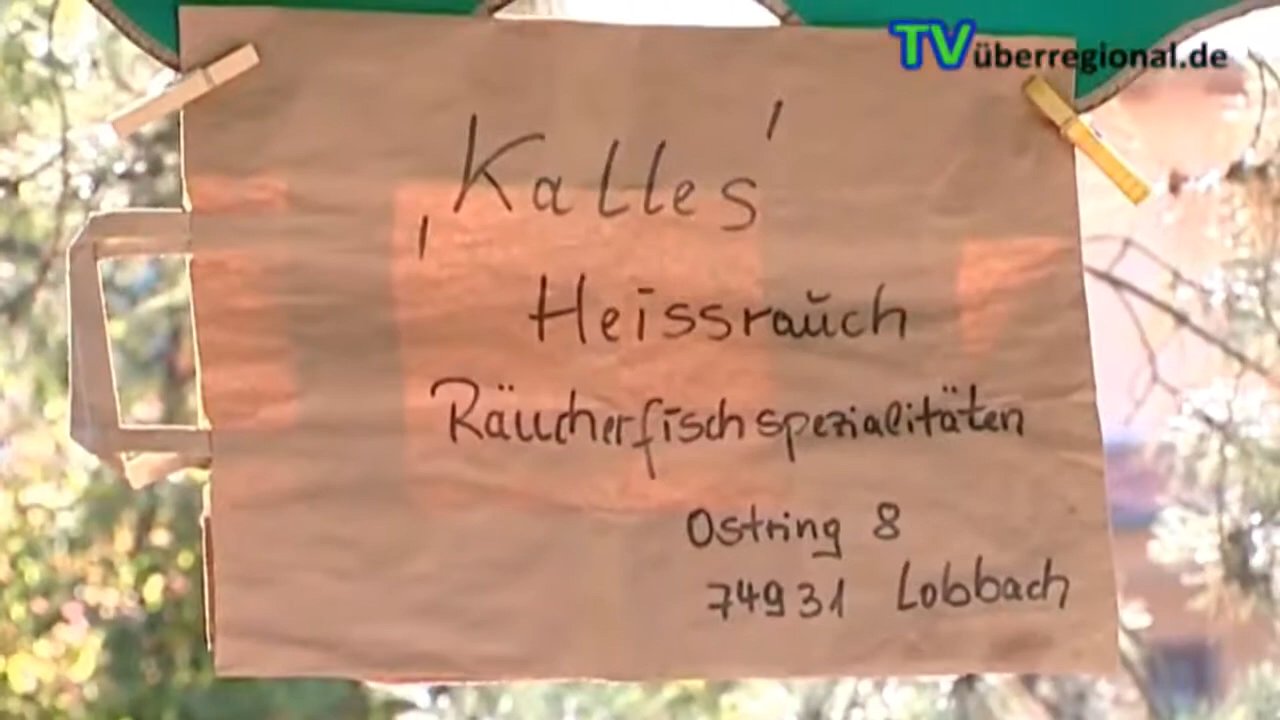 TVüberregional.de
‚Kalles'
Heissrauch
Räucherfischspezialitäten
Ostring 8
74931 Lobbach